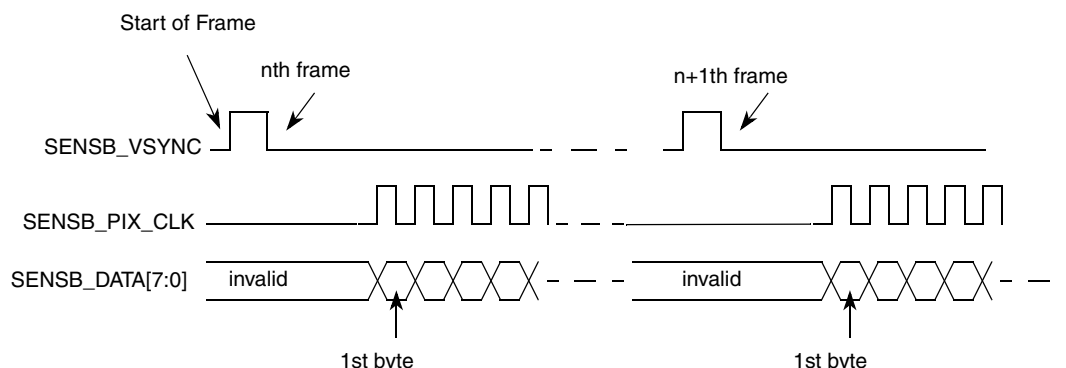 Start of Frame
nth frame
n+1th frame
SENSB_VSYNC
SENSB_PIX_CLK
SENSB_DATA[7:0]
invalid
invalid
1st byte
1st byte